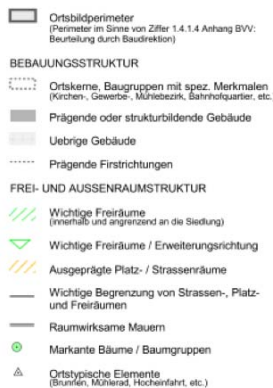 Ortsbildperimeter
(Perimeter im Sinne von Ziffer 1.4.1.4 Anhang BVV:
Beurteilung durch Baudirektion)
BEBAUUNGSSTRUKTUR
Ortskerne, Baugruppen mit spez. Merkmalen
(Kirchen-, Gewerbe-, Mühlebezirk, Bahnhofquartier, etc.
Prägende oder strukturbildende Gebäude
Uebrige Gebäude
Prägende Firstrichtungen
FREI- UND AUSSENRAUMSTRUKTUR
Wichtige Freiräume
(innerhalb und angrenzend an die Siedlung)
Wichtige Freiräume / Erweiterungsrichtung
Ausgeprägte Platz- / Strassenräume
Wichtige Begrenzung von Strassen-, Platz-
und Freiräumen
Raumwirksame Mauern
Markante Bäume / Baumgruppen
Ortstypische Elemente
(Brunnen, Mühlerad, Hocheinfahrt, etc.)